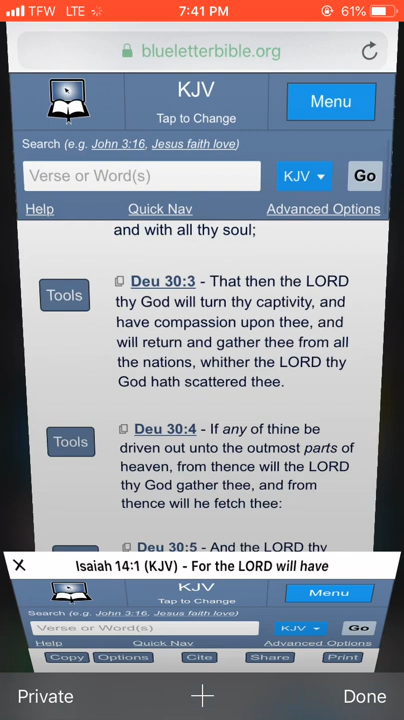 TFW LTE 7:41 PM 61%
blueletterbible.org
KJV
Tap to Change
Menu
Search (e.g. John 3:16, Jesus faith love)
Verse or Word(s) KJV Go
Help Quick Nav Advanced Options
and with all thy soul;
Tools
Deu 30:3 - That then the LORD
thy God will turn thy captivity, and
have compassion upon thee, and
will return and gather thee from all
the nations, whither the LORD thy
God hath scattered thee.
Tools
Deu 30:4 - If any of thine be
driven out unto the outmost parts of
heaven, from thence will the LORD
thy God gather thee, and from
thence will he fetch thee:
Deu 30:5 - And the LORD thy
Isaiah 14:1 (KJV) - For the LORD will have
KJV
Tap to Change
Menu
Search (e.g. John 3:16, Jesus faith love)
Verse or Word(s) KJV Go
Help Quick Nav Advanced Options
Copy Options Cite Share Print
Private Done